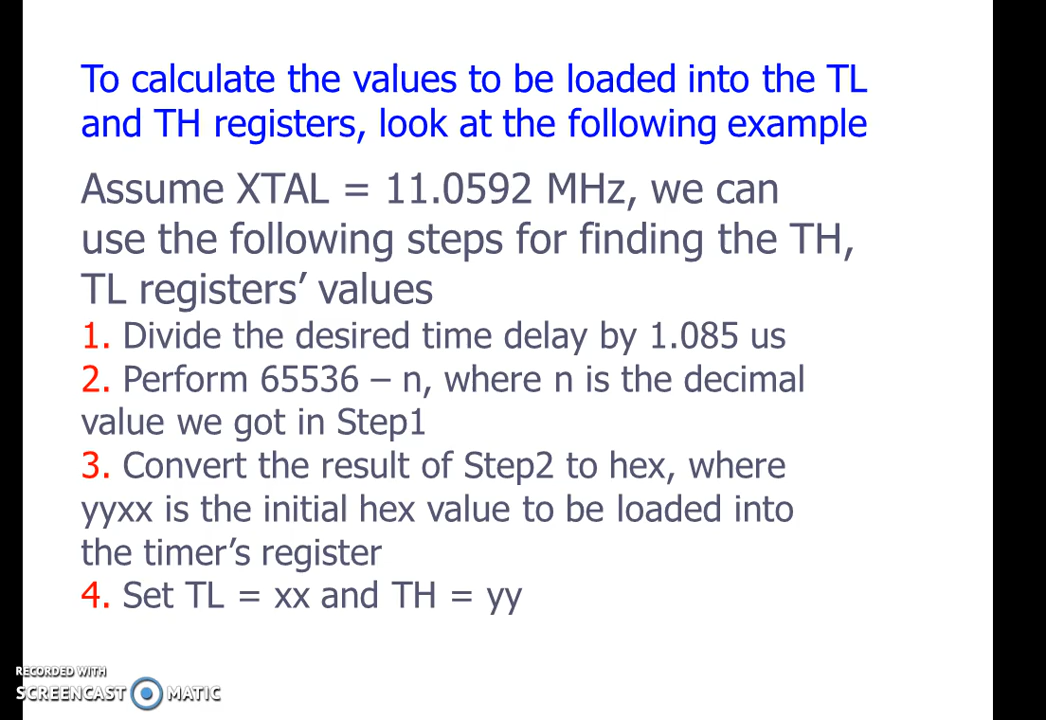 To calculate the values to be loaded into the TL
and TH registers, look at the following example
Assume XTAL = 11.0592 MHz, we can
use the following steps for finding the TH,
TL registers’ values
1. Divide the desired time delay by 1.085 us
2. Perform 65536 – n, where n is the decimal
value we got in Step1
3. Convert the result of Step2 to hex, where
yyxx is the initial hex value to be loaded into
the timer’s register
4. Set TL = xx and TH = yy
RECORDED WITH
SCREENCAST MATIC